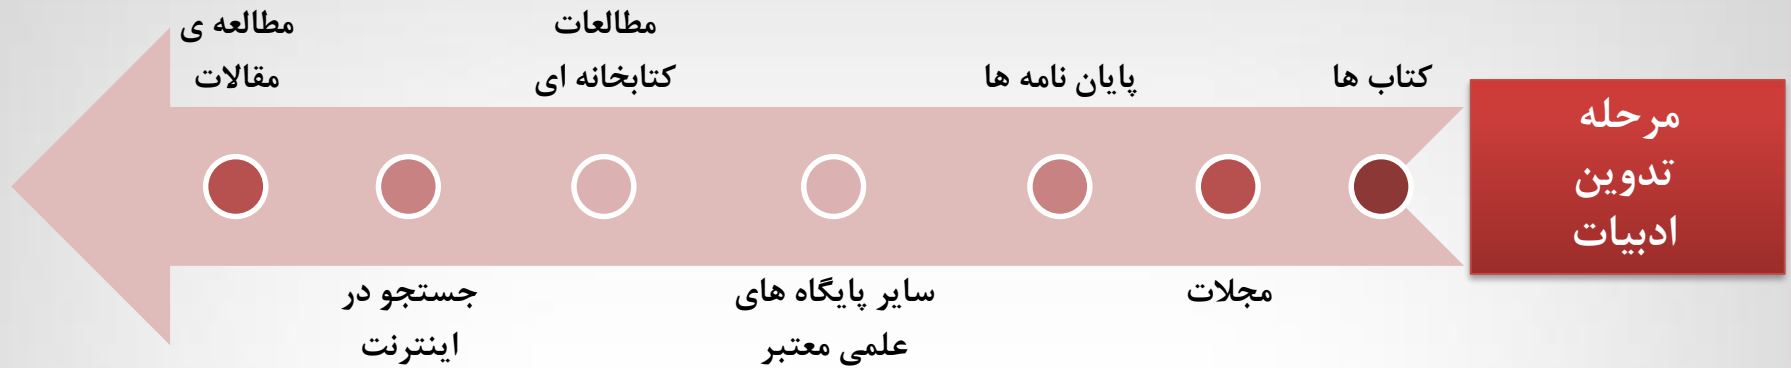 مرحله
تدوین
ادبیات
کتاب ها
مجلات
پایان نامه ها
سایر پایگاه های
علمی معتبر
مطالعات
کتابخانه ای
جستجو در
اینترنت
مطالعه ی
مقالات